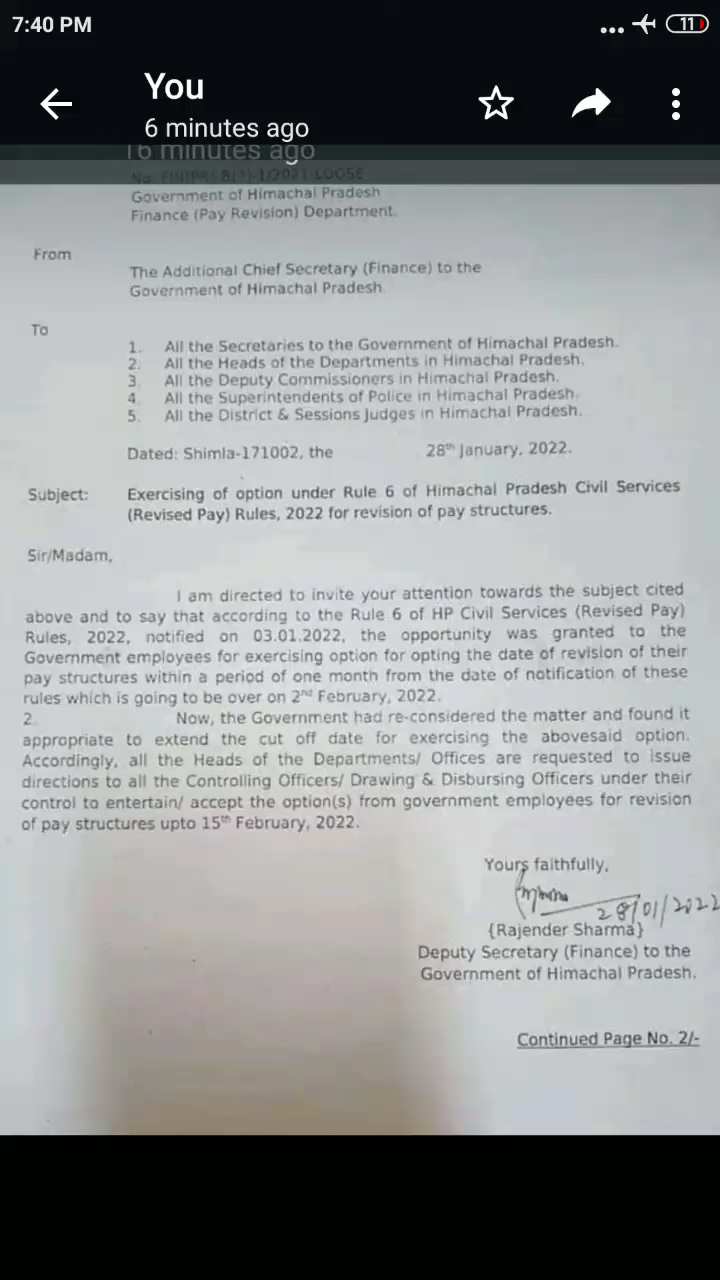 7:40 PM
11
You
6 minutes ago
6 minutes ago
Government of Himachal Pradesh
Finance (Pay Revision) Department.
From
The Additional Chief Secretary (Finance) to the
Government of Himachal Pradesh.
To
1. All the Secretaries to the Government of Himachal Pradesh.
2. All the Heads of the Departments in Himachal Pradesh.
3. All the Deputy Commissioners in Himachal Pradesh.
4. All the Superintendents of Police in Himachal Pradesh.
5. All the District & Sessions Judges in Himachal Pradesh.
Dated: Shimla-171002, the 28th January, 2022.
Subject: Exercising of option under Rule 6 of Himachal Pradesh Civil Services
(Revised Pay) Rules, 2022 for revision of pay structures.
Sir/Madam,
I am directed to invite your attention towards the subject cited
above and to say that according to the Rule 6 of HP Civil Services (Revised Pay)
Rules, 2022, notified on 03.01.2022, the opportunity was granted to the
Government employees for exercising option for opting the date of revision of their
pay structures within a period of one month from the date of notification of these
rules which is going to be over on 2nd February, 2022.
2. Now, the Government had re-considered the matter and found it
appropriate to extend the cut off date for exercising the abovesaid option.
Accordingly, all the Heads of the Departments/ Offices are requested to issue
directions to all the Controlling Officers/ Drawing & Disbursing Officers under their
control to entertain/ accept the option(s) from government employees for revision
of pay structures upto 15th February, 2022.
Yours faithfully,
28/01/2022
{Rajender Sharma}
Deputy Secretary (Finance) to the
Government of Himachal Pradesh.
Continued Page No. 2/-